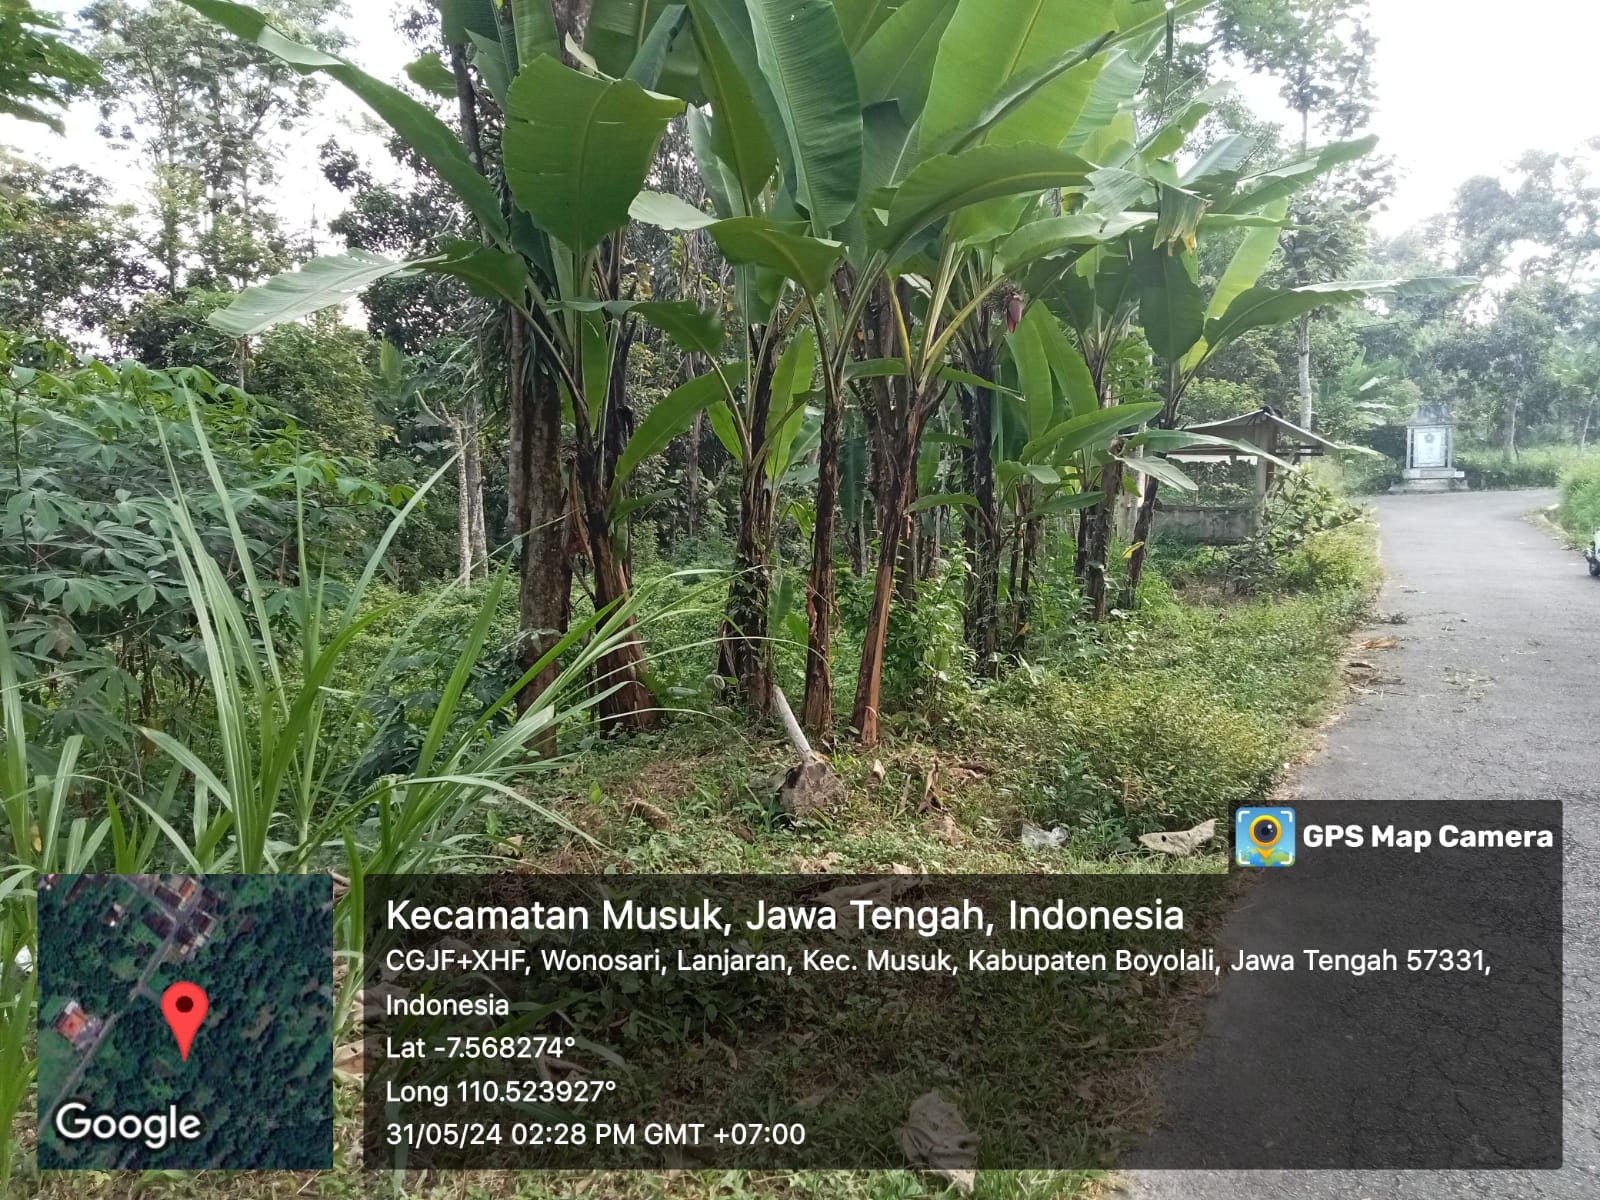 GPS Map Camera
Kecamatan Musuk, Jawa Tengah, Indonesia
CGJF+XHF, Wonosari, Lanjaran, Kec. Musuk, Kabupaten Boyolali, Jawa Tengah 57331,
Indonesia
Lat -7.568274°
Long 110.523927°
31/05/24 02:28 PM GMT +07:00
Google